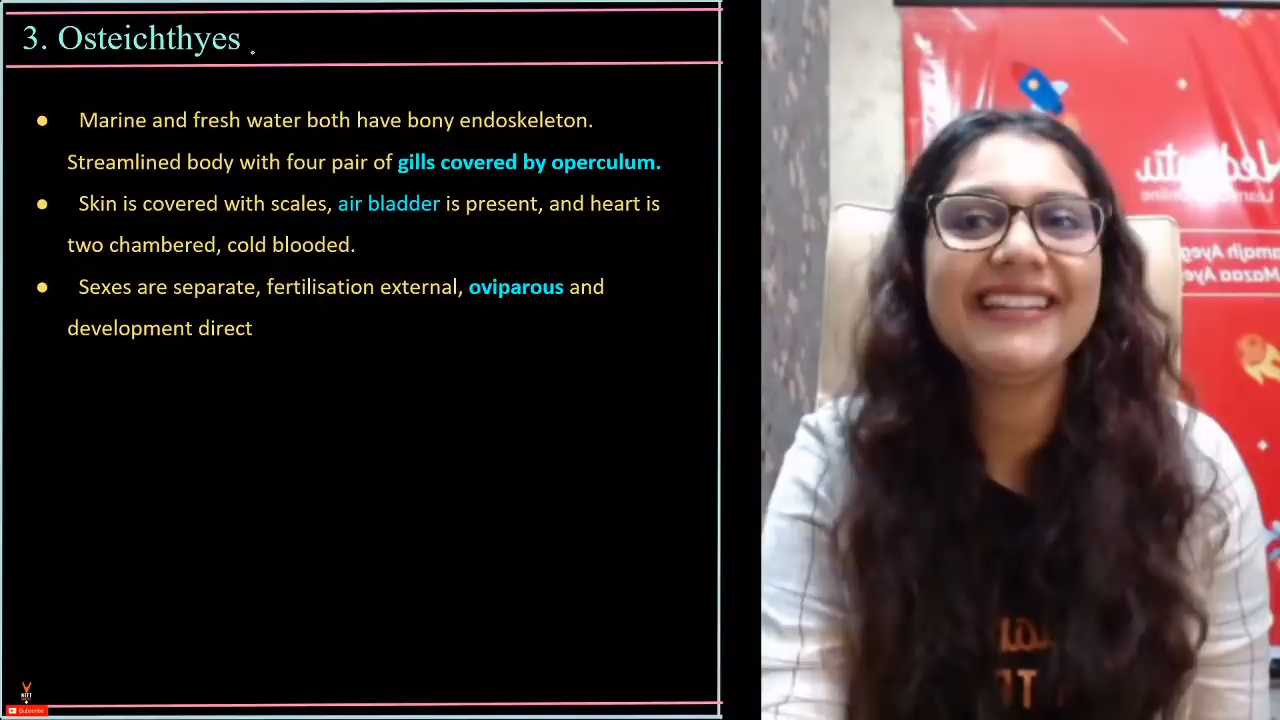 3. Osteichthyes
● Marine and fresh water both have bony endoskeleton.
Streamlined body with four pair of gills covered by operculum.
● Skin is covered with scales, air bladder is present, and heart is
two chambered, cold blooded.
● Sexes are separate, fertilisation external, oviparous and
development direct
NEET
Subscribe